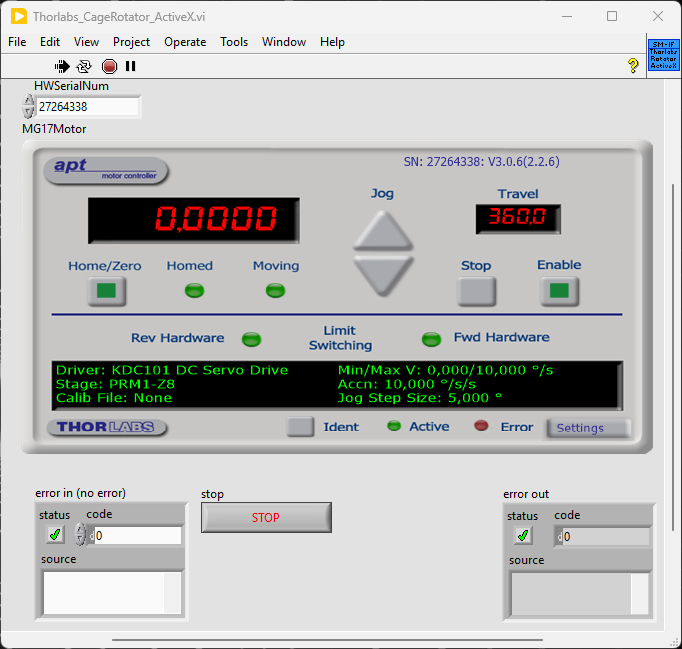 Thorlabs_CageRotator_ActiveX.vi
File Edit View Project Operate Tools Window Help
SM-IF
Thorlabs
Rotator
ActiveX
HWSerialNum
27264338
MG17Motor
apt
motor controller
SN: 27264338: V3.0.6(2.2.6)
Jog
Travel
0,0000
360,0
Home/Zero Homed Moving
Stop Enable
Rev Hardware
Limit
Switching
Fwd Hardware
Driver: KDC101 DC Servo Drive Min/Max V: 0,000/10,000 °/s
Stage: PRM1-Z8 Accn: 10,000 °/s/s
Calib File: None Jog Step Size: 5,000 °
THORLABS
Ident Active Error Settings
error in (no error)
status code
0
source
stop
STOP
error out
status code
0
source